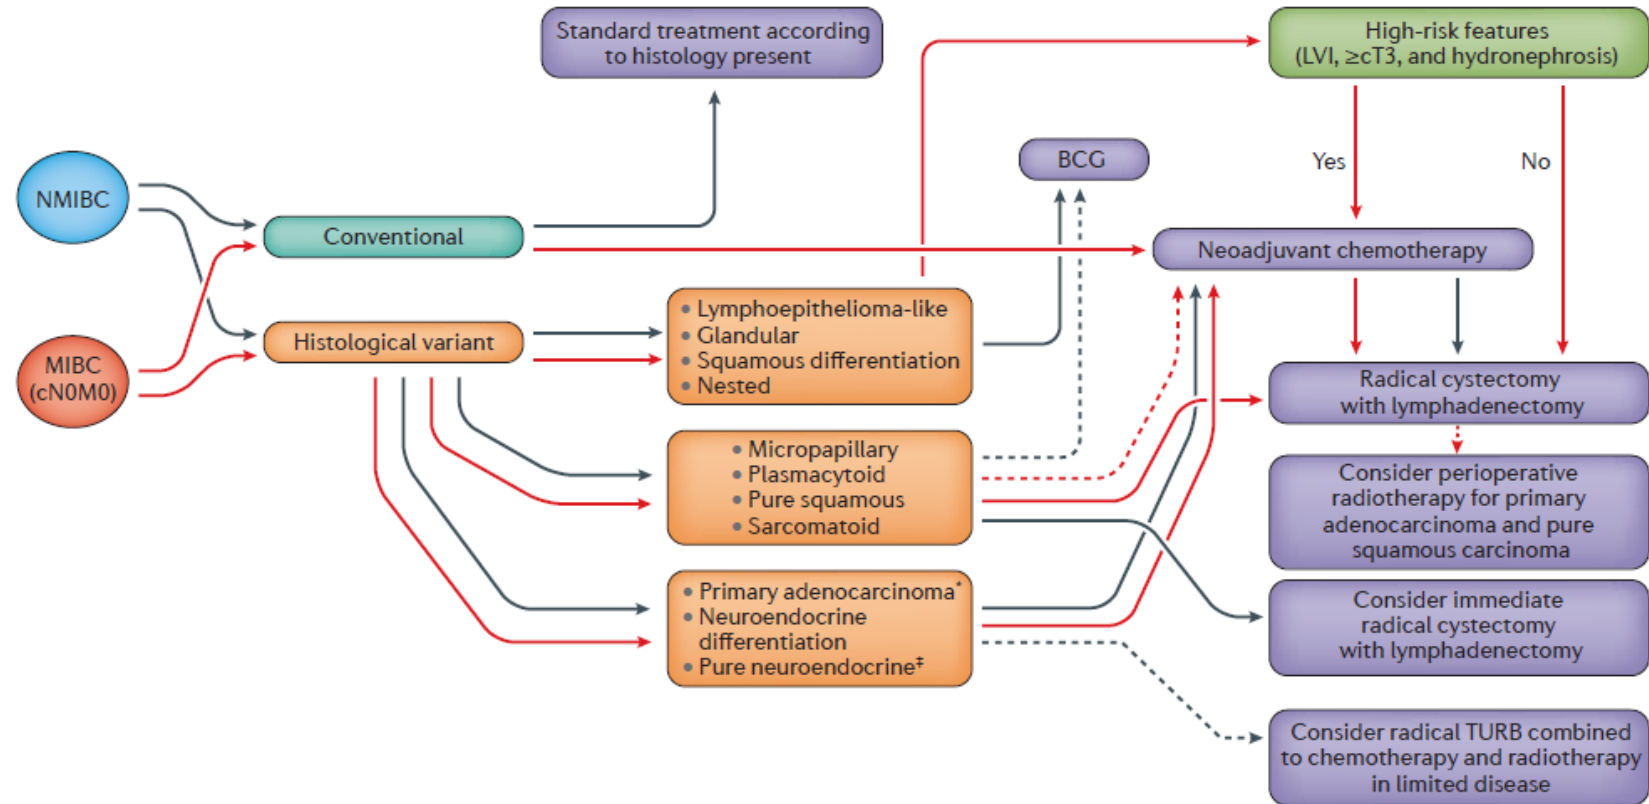 Standard treatment according
to histology present
High-risk features
(LVI, ≥cT3, and hydronephrosis)
BCG
Yes
No
NMIBC
Conventional
Neoadjuvant chemotherapy
MIBC
(cN0M0)
Histological variant
• Lymphoepithelioma-like
• Glandular
• Squamous differentiation
• Nested
Radical cystectomy
with lymphadenectomy
• Micropapillary
• Plasmacytoid
• Pure squamous
• Sarcomatoid
Consider perioperative
radiotherapy for primary
adenocarcinoma and pure
squamous carcinoma
• Primary adenocarcinoma*
• Neuroendocrine
differentiation
• Pure neuroendocrine‡
Consider immediate
radical cystectomy
with lymphadenectomy
Consider radical TURB combined
to chemotherapy and radiotherapy
in limited disease